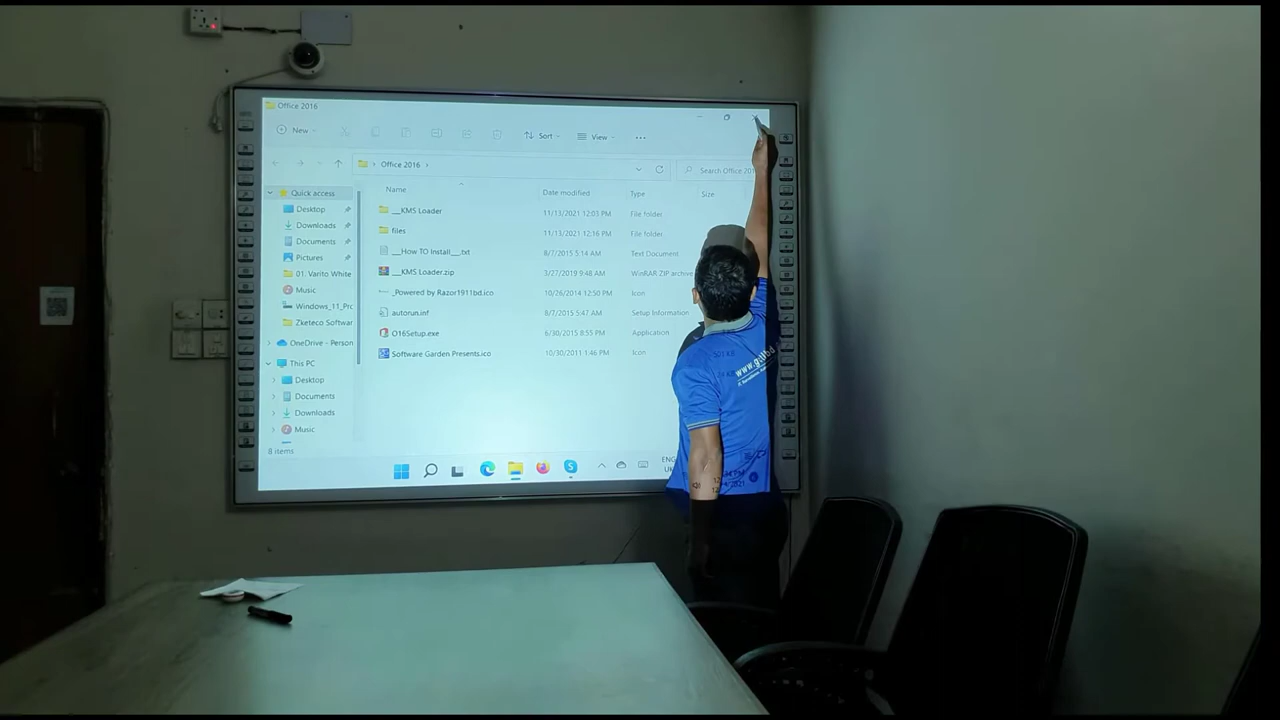 Office 2016
New Sort View ...
Office 2016 Search Office 201
Name Date modified Type Size
Quick access
Desktop
Downloads
Documents
Pictures
01. Varito White
Music
Windows_11_Prc
Zketeco Softwar
OneDrive - Person
This PC
Desktop
Documents
Downloads
Music
__KMS Loader 11/13/2021 12:03 PM File folder
files 11/13/2021 12:16 PM File folder
__How TO Install__.txt 8/7/2015 5:14 AM Text Document
__KMS Loader.zip 3/27/2019 9:48 AM WinRAR ZIP archive
_Powered by Razor1911bd.ico 10/26/2014 12:50 PM Icon
autorun.inf 8/7/2015 5:47 AM Setup Information
O16Setup.exe 6/30/2015 8:55 PM Application
Software Garden Presents.ico 10/30/2011 1:46 PM Icon
8 items
ENG